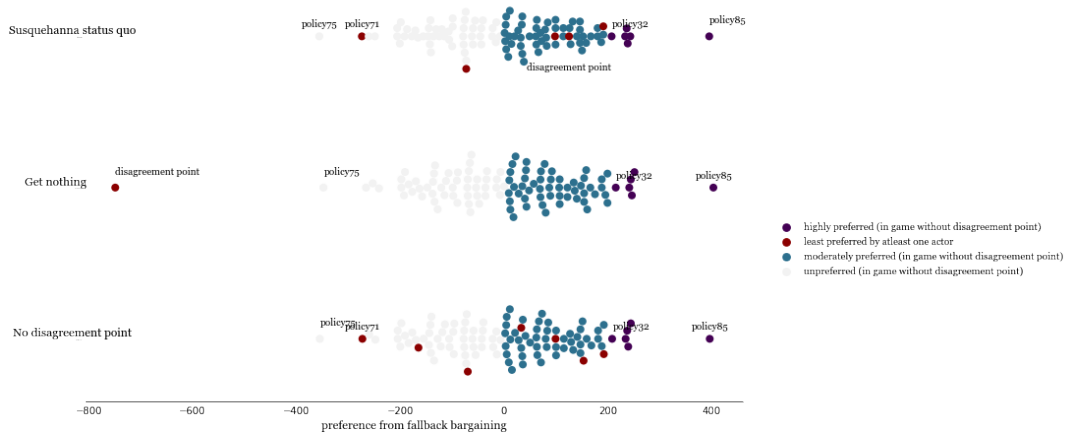 policy75 policy71 policy32 policy85
Susquehanna status quo
disagreement point
disagreement point policy75 policy32 policy85
Get nothing
highly preferred (in game without disagreement point)
least preferred by atleast one actor
moderately preferred (in game without disagreement point)
unpreferred (in game without disagreement point)
policy75 policy71 policy32 policy85
No disagreement point
−800 −600 −400 −200 0 200 400
preference from fallback bargaining